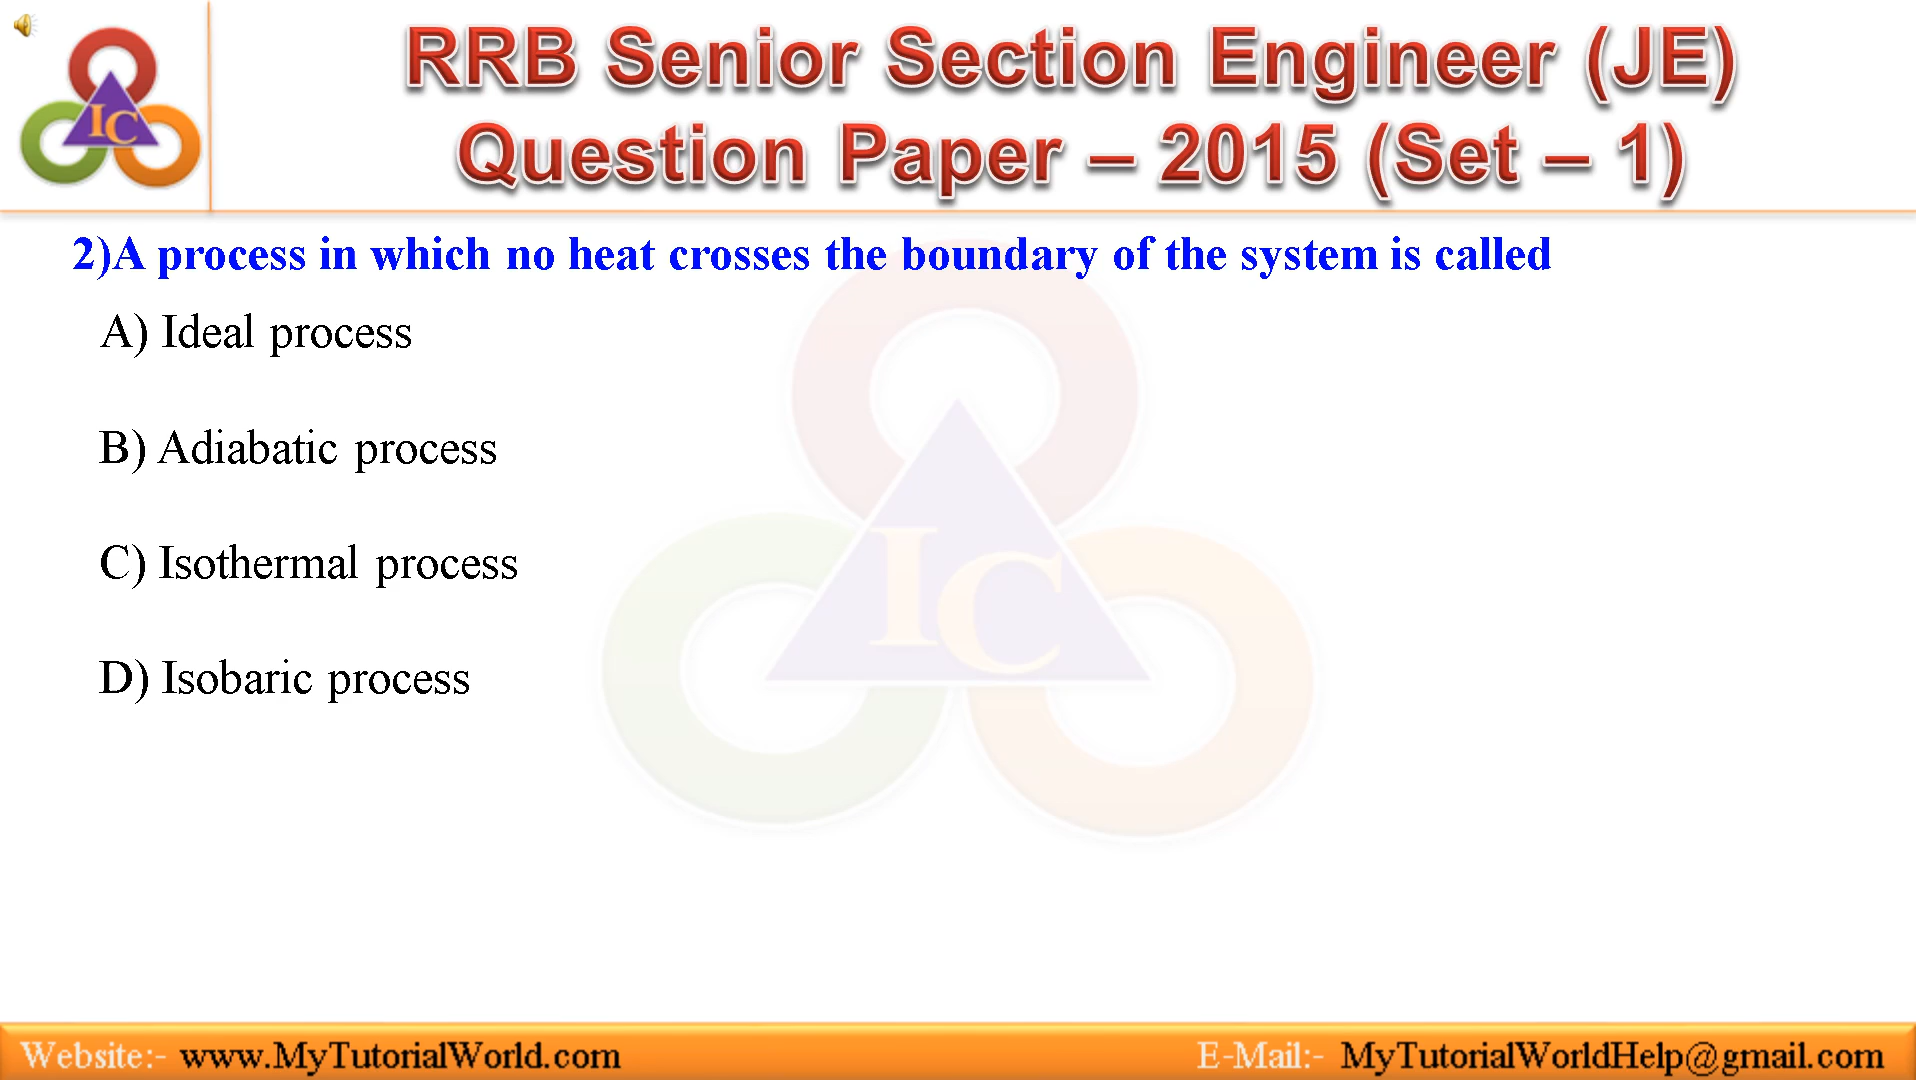 RRB Senior Section Engineer (JE)
Question Paper – 2015 (Set – 1)
IC
2)A process in which no heat crosses the boundary of the system is called
A) Ideal process
B) Adiabatic process
C) Isothermal process
D) Isobaric process
IC
Website:- www.MyTutorialWorld.com
E-Mail:- MyTutorialWorldHelp@gmail.com